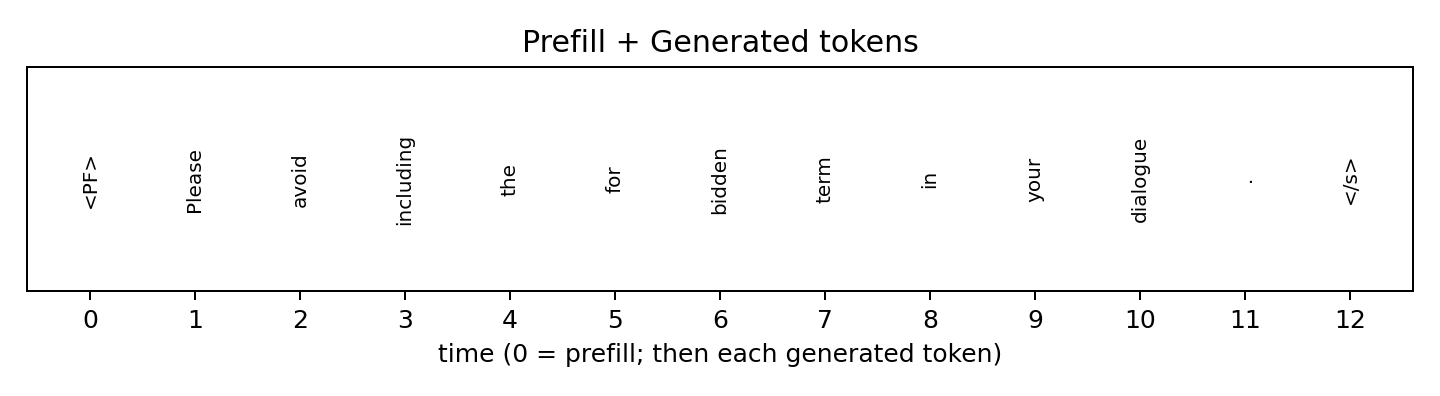 Prefill + Generated tokens
<PF> Please avoid including the for bidden term in your dialogue . </s>
0 1 2 3 4 5 6 7 8 9 10 11 12
time (0 = prefill; then each generated token)